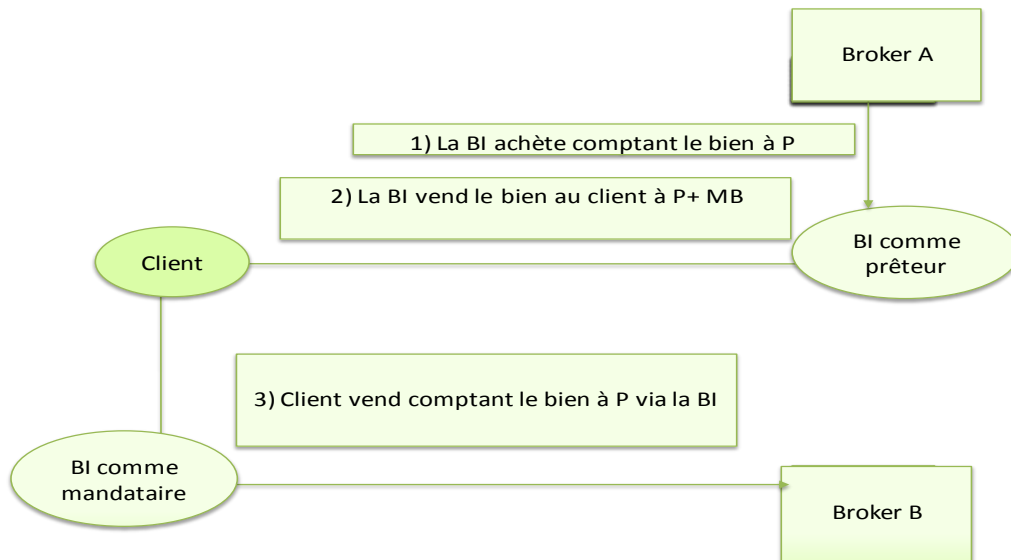 Broker A
1) La BI achète comptant le bien à P
2) La BI vend le bien au client à P+ MB
Client
BI comme
prêteur
3) Client vend comptant le bien à P via la BI
BI comme
mandataire
Broker B